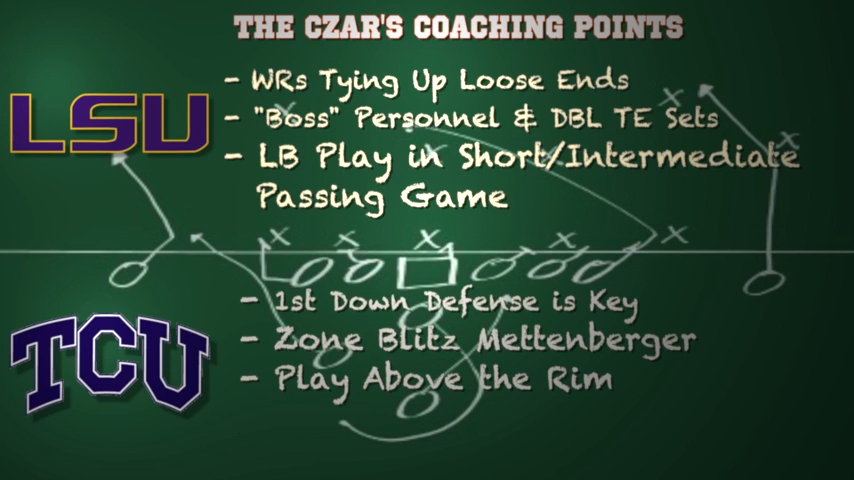 THE CZAR'S COACHING POINTS
LSU
- WRs Tying Up Loose Ends
- "Boss" Personnel & DBL TE Sets
- LB Play in Short/Intermediate
Passing Game
TCU
- 1st Down Defense is Key
- Zone Blitz Mettenberger
- Play Above the Rim